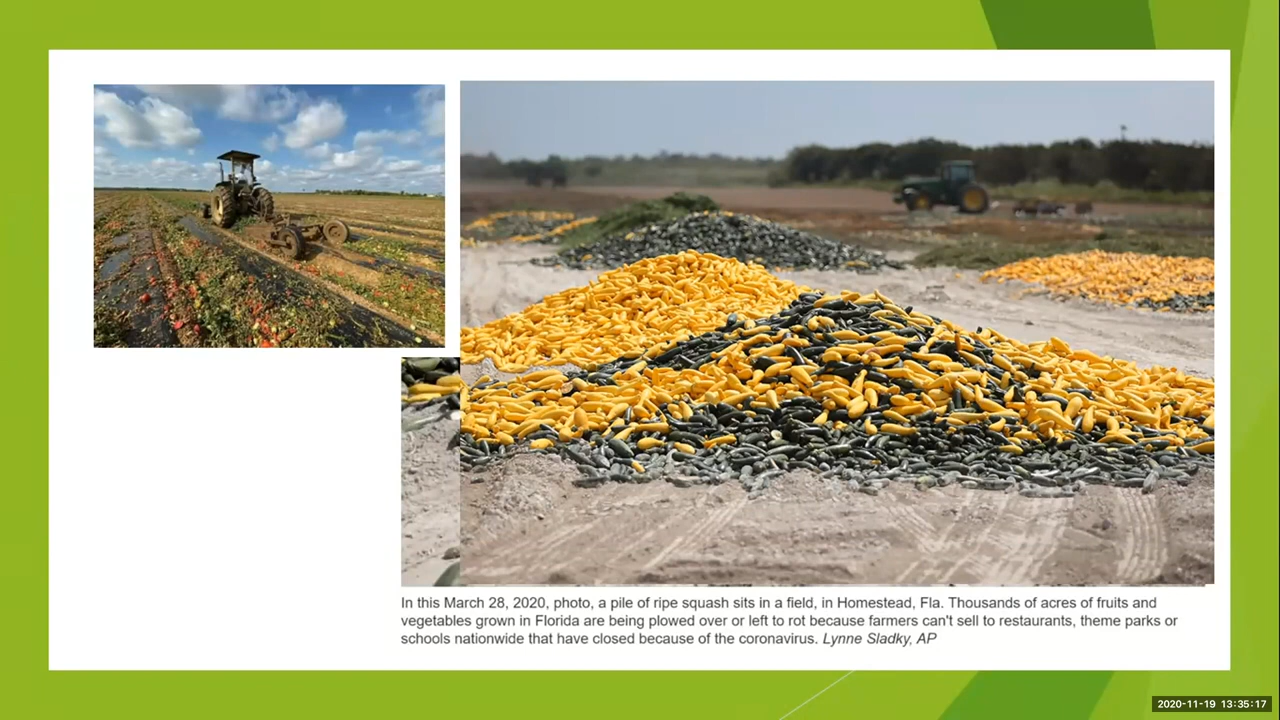 In this March 28, 2020, photo, a pile of ripe squash sits in a field, in Homestead, Fla. Thousands of acres of fruits and
vegetables grown in Florida are being plowed over or left to rot because farmers can't sell to restaurants, theme parks or
schools nationwide that have closed because of the coronavirus. Lynne Sladky, AP
2020-11-19 13:35:17